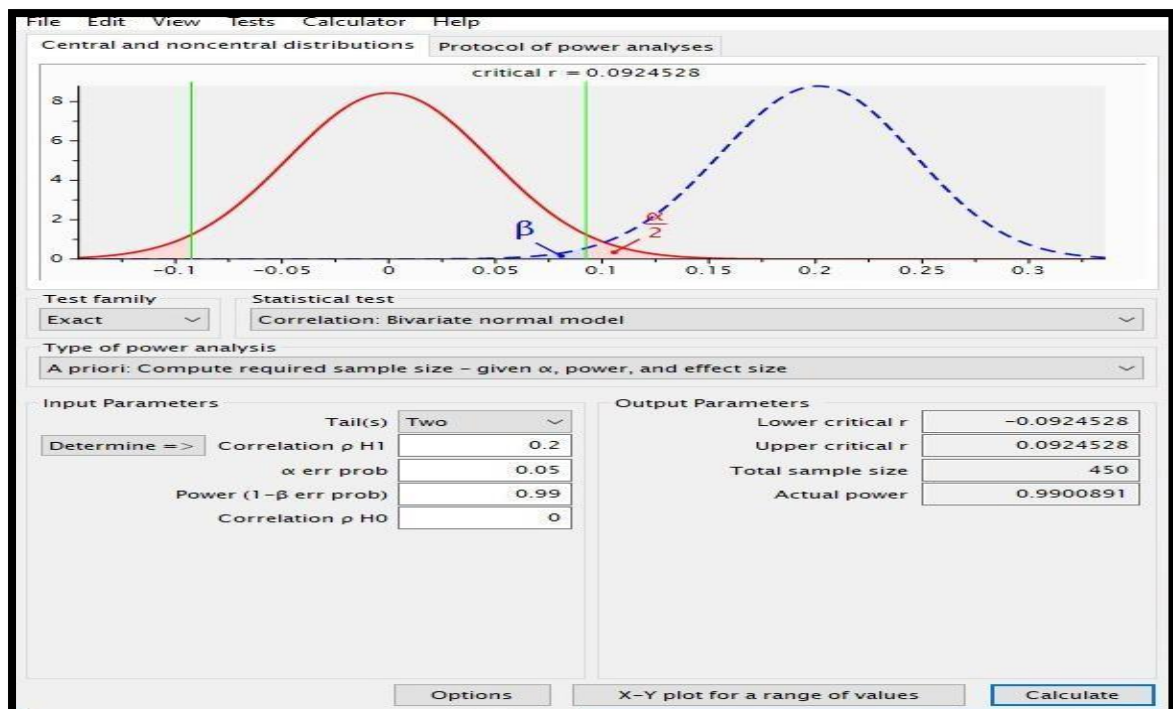 File Edit View Tests Calculator Help
Central and noncentral distributions Protocol of power analyses
critical r = 0.0924528
8
6
4
2
0
β
α
2
-0.1 -0.05 0 0.05 0.1 0.15 0.2 0.25 0.3
Test family Statistical test
Exact Correlation: Bivariate normal model
Type of power analysis
A priori: Compute required sample size – given α, power, and effect size
Input Parameters
Tail(s) Two
Determine => Correlation ρ H1 0.2
α err prob 0.05
Power (1-β err prob) 0.99
Correlation ρ H0 0
Output Parameters
Lower critical r -0.0924528
Upper critical r 0.0924528
Total sample size 450
Actual power 0.9900891
Options X-Y plot for a range of values Calculate